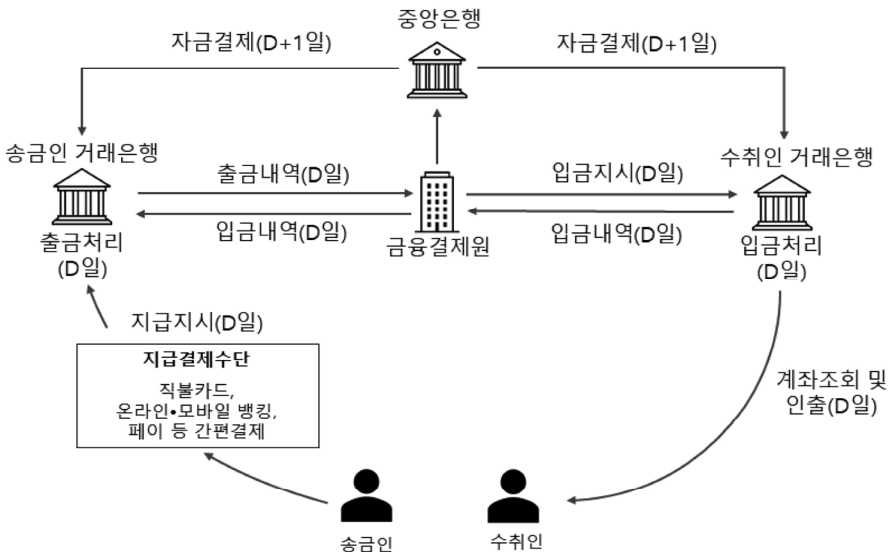 중앙은행
자금결제(D+1일)
자금결제(D+1일)
송금인 거래은행
수취인 거래은행
출금내역(D일)
입금지시(D일)
입금내역(D일)
입금내역(D일)
출금처리
(D일)
금융결제원
입금처리
(D일)
지급지시(D일)
지급결제수단
직불카드,
온라인•모바일 뱅킹,
페이 등 간편결제
계좌조회 및
인출(D일)
송금인
수취인